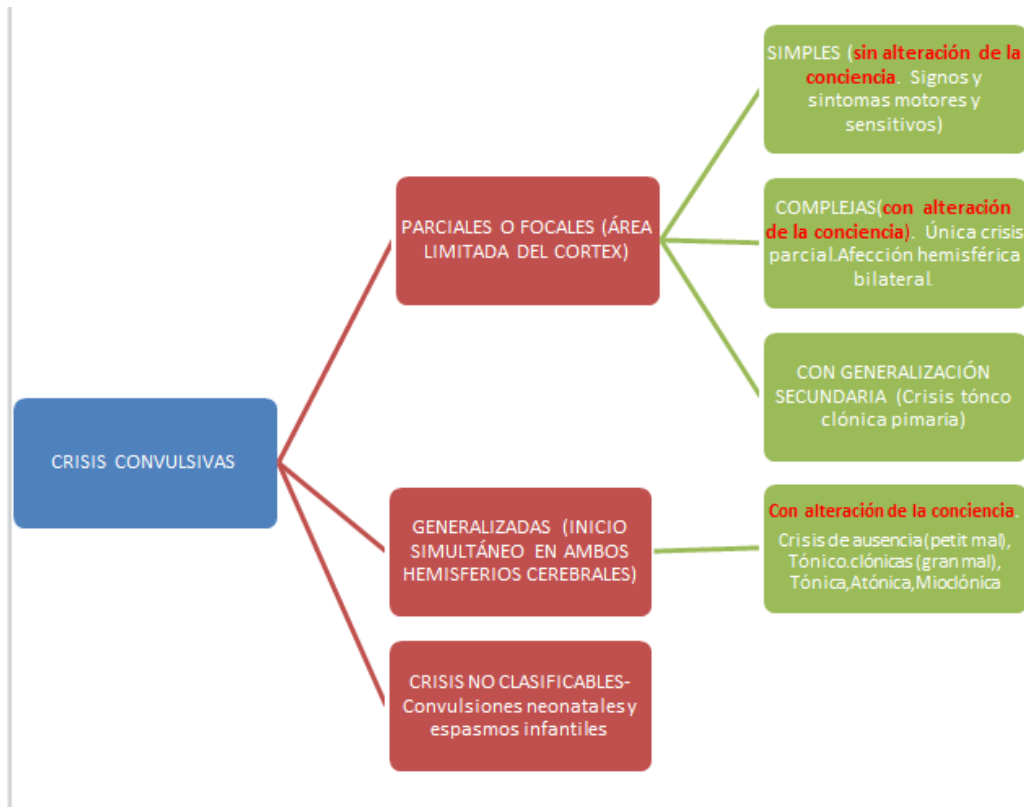 SIMPLES (sin alteración de la
conciencia. Signos y
sintomas motores y
sensitivos)
PARCIALES O FOCALES (ÁREA
LIMITADA DEL CORTEX)
COMPLEJAS(con alteración
de la conciencia). Única crisis
parcial.Afección hemisférica
bilateral
CON GENERALIZACIÓN
SECUNDARIA (Crisis tónco
clónica pimaria)
CRISIS CONVULSIVAS
GENERALIZADAS (INICIO
SIMULTÁNEO EN AMBOS
HEMISFERIOS CEREBRALES)
Con alteración de la conciencia.
Crisis de ausencia(petit mal),
Tónico.clónicas(gran mal),
Tónica,Atónica,Mioclónica
CRISIS NO CLASIFICABLES-
Convulsiones neonatales y
espasmos infantiles